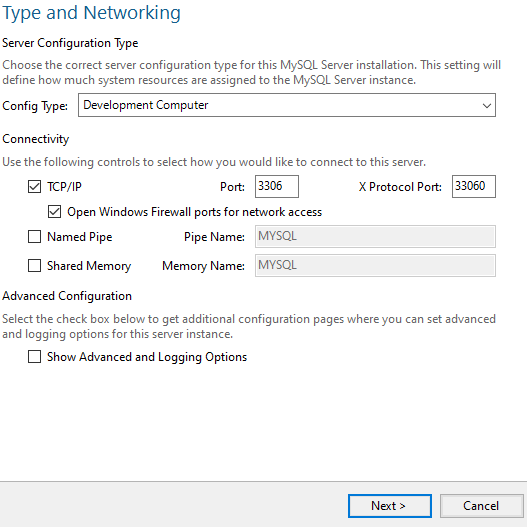 Type and Networking
Server Configuration Type
Choose the correct server configuration type for this MySQL Server installation. This setting will
define how much system resources are assigned to the MySQL Server instance.
Config Type: Development Computer
Connectivity
Use the following controls to select how you would like to connect to this server.
TCP/IP Port: 3306 X Protocol Port: 33060
Open Windows Firewall ports for network access
Named Pipe Pipe Name: MYSQL
Shared Memory Memory Name: MYSQL
Advanced Configuration
Select the check box below to get additional configuration pages where you can set advanced
and logging options for this server instance.
Show Advanced and Logging Options
Next > Cancel